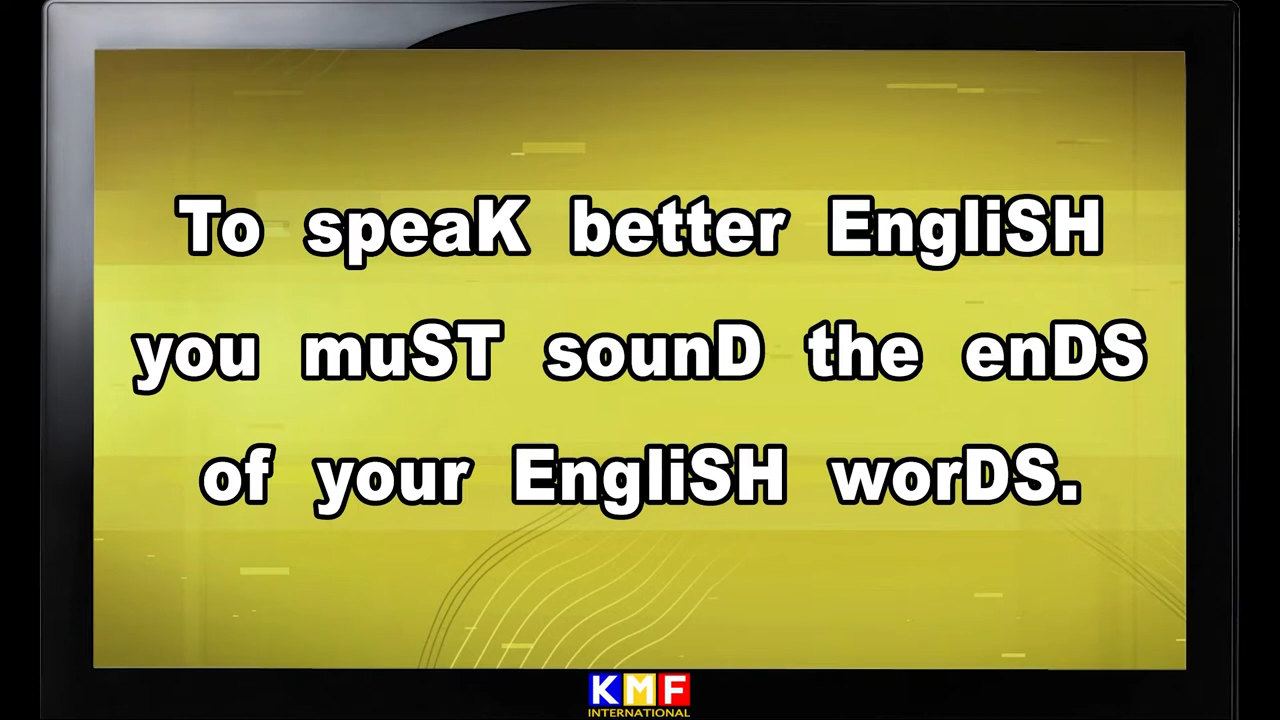 To speaK better EngliSH
you muST sounD the enDS
of your EngliSH worDS.
KMF
INTERNATIONAL